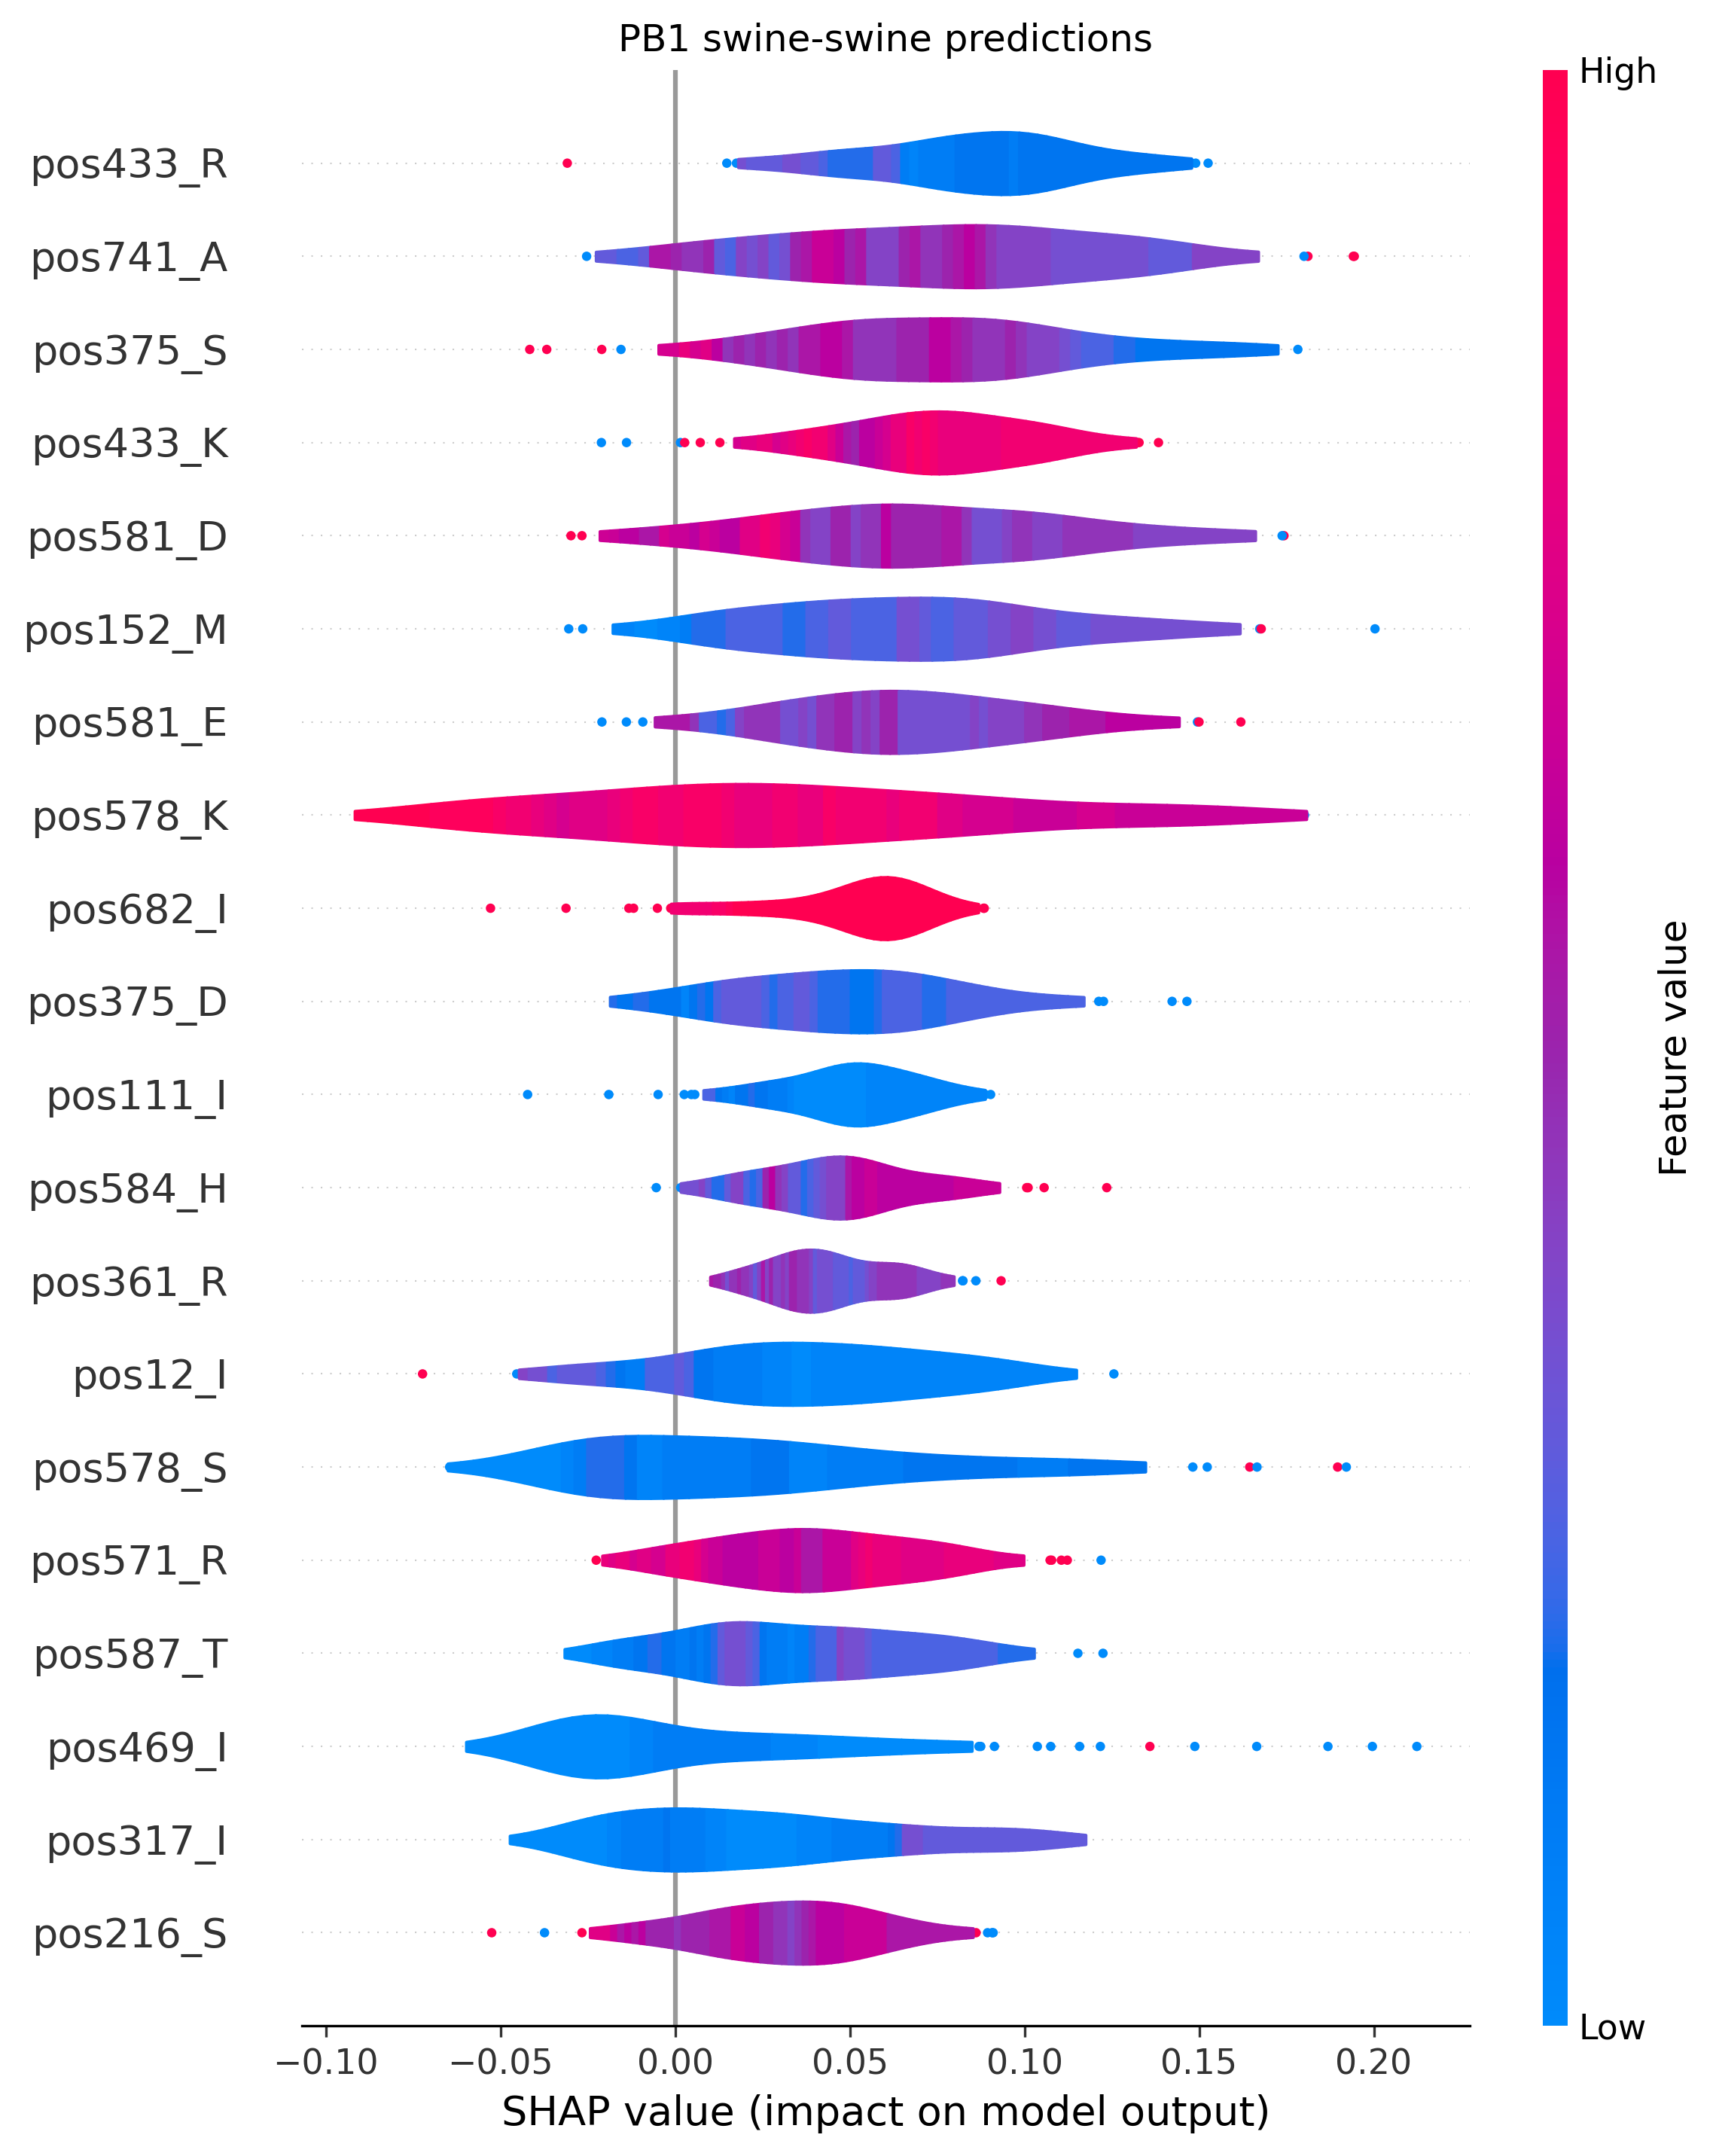 PB1 swine-swine predictions
High
pos433_R
pos741_A
pos375_S
pos433_K
pos581_D
pos152_M
pos581_E
pos578_K
pos682_I
pos375_D
pos111_I
pos584_H
pos361_R
pos12_I
pos578_S
pos571_R
pos587_T
pos469_I
pos317_I
pos216_S
Feature value
Low
−0.10 −0.05 0.00 0.05 0.10 0.15 0.20
SHAP value (impact on model output)